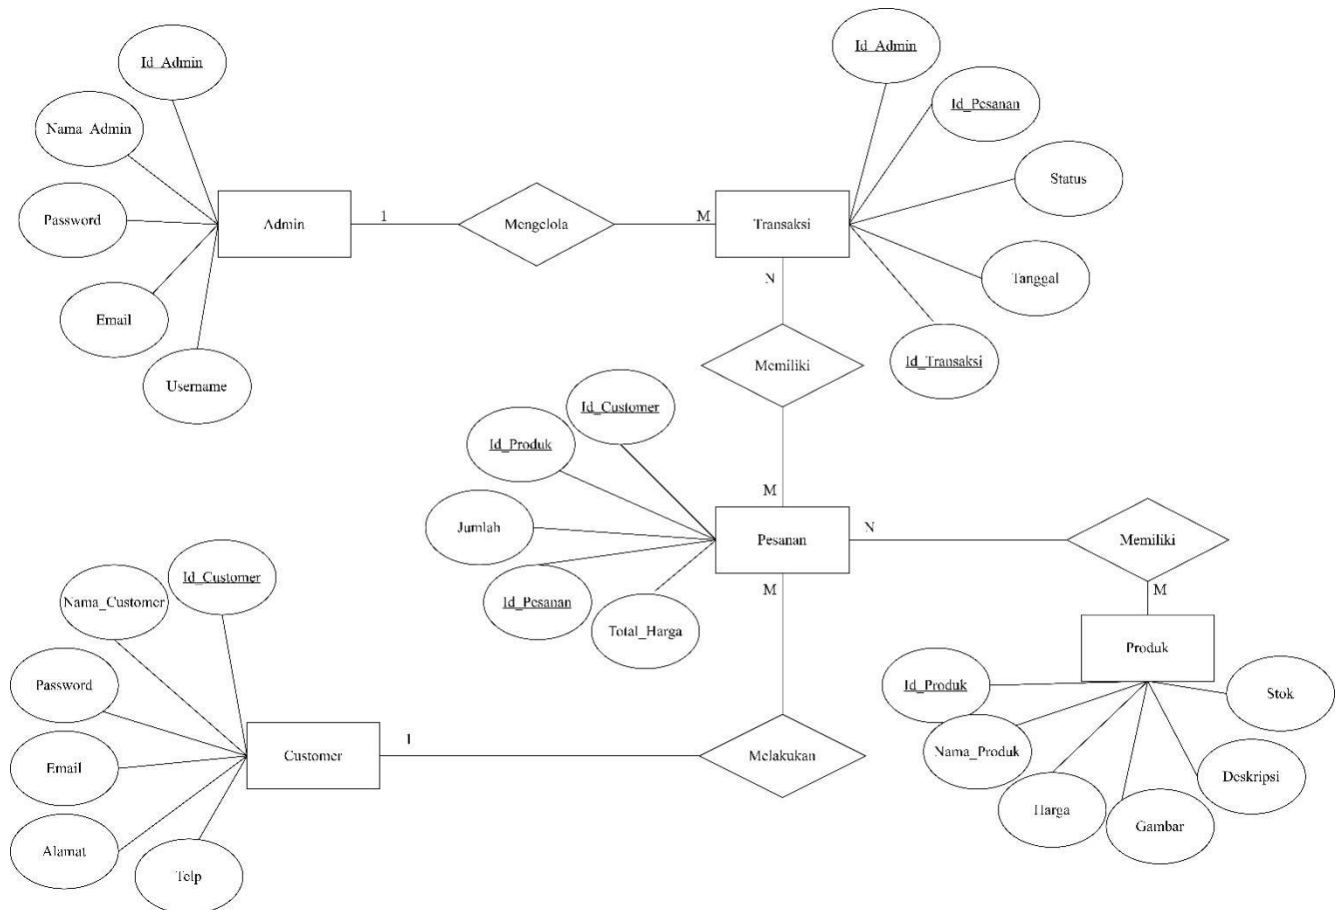 Id_Admin
Nama_Admin
Password
Email
Username
Admin
1
Mengelola
M
Transaksi
Id_Admin
Id_Pesanan
Status
Tanggal
Id_Transaksi
N
Memiliki
M
Id_Customer
Id_Produk
Jumlah
Id_Pesanan
Total_Harga
Pesanan
N
Memiliki
M
Produk
Id_Produk
Nama_Produk
Harga
Gambar
Deskripsi
Stok
M
Melakukan
1
Customer
Id_Customer
Nama_Customer
Password
Email
Alamat
Telp